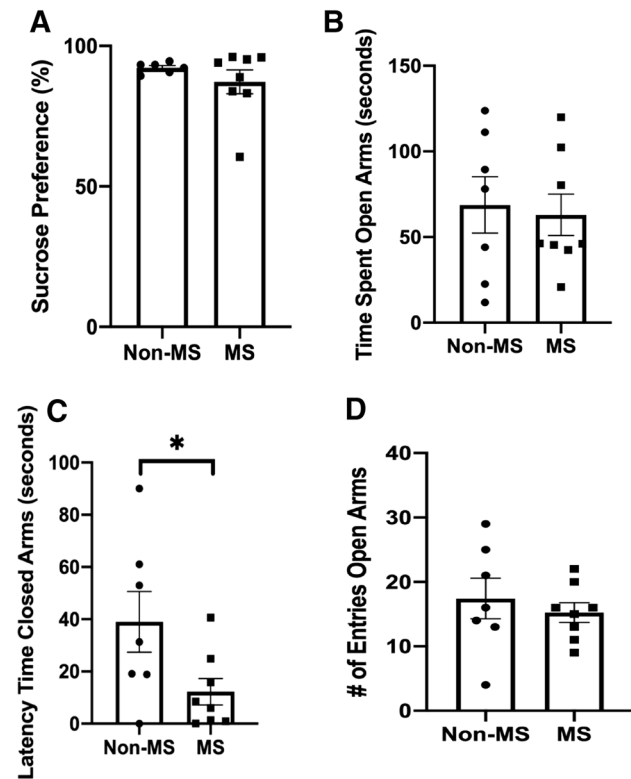 A
Sucrose Preference (%)
100
50
0
Non-MS MS
B
Time Spent Open Arms (seconds)
150
100
50
0
Non-MS MS
C
Latency Time Closed Arms (seconds)
100
80
60
40
20
0
*
Non-MS MS
D
# of Entries Open Arms
40
30
20
10
0
Non-MS MS